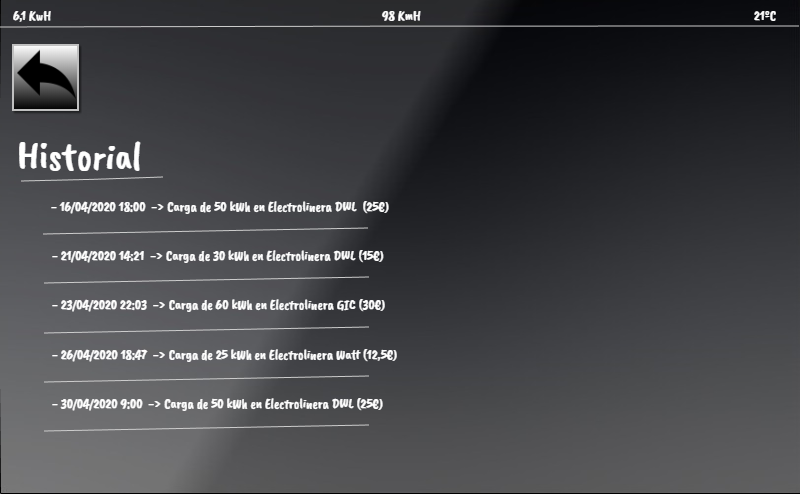 6,1 KwH
98 KmH
21ºC
Historial
- 16/04/2020 18:00 -> Carga de 50 kWh en Electrolinera DWL (25€)
- 21/04/2020 14:21 -> Carga de 30 kWh en Electrolinera DWL (15€)
- 23/04/2020 22:03 -> Carga de 60 kWh en Electrolinera GIC (30€)
- 26/04/2020 18:47 -> Carga de 25 kWh en Electrolinera Watt (12,5€)
- 30/04/2020 9:00 -> Carga de 50 kWh en Electrolinera DWL (25€)